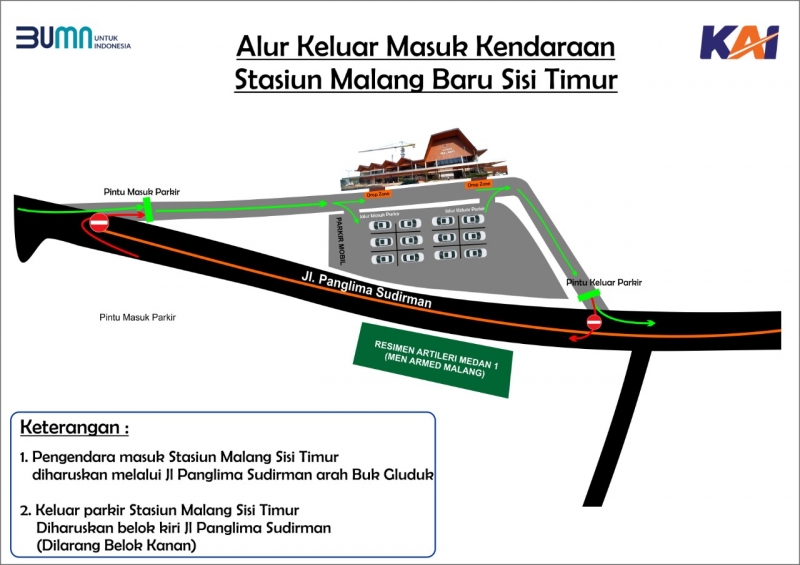 BUMN UNTUK INDONESIA
KAI
Alur Keluar Masuk Kendaraan
Stasiun Malang Baru Sisi Timur
Pintu Masuk Parkir
Drop Zone
Drop Zone
Jalur Masuk Parkir
Jalur Keluar Parkir
PARKIR MOBIL
Pintu Keluar Parkir
Jl. Panglima Sudirman
Pintu Masuk Parkir
RESIMEN ARTILERI MEDAN 1
(MEN ARMED MALANG)
Keterangan :
1. Pengendara masuk Stasiun Malang Sisi Timur
diharuskan melalui Jl Panglima Sudirman arah Buk Gluduk
2. Keluar parkir Stasiun Malang Sisi Timur
Diharuskan belok kiri Jl Panglima Sudirman
(Dilarang Belok Kanan)